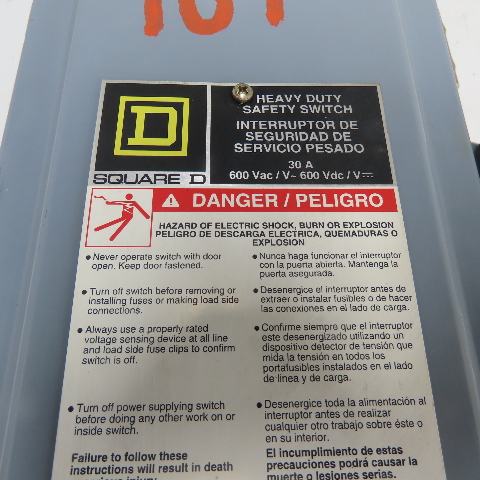 HEAVY DUTY
SAFETY SWITCH
INTERRUPTOR DE
SEGURIDAD DE
SERVICIO PESADO
30 A
600 Vac / V~ 600 Vdc / V⎓
D
SQUARE D
DANGER / PELIGRO
HAZARD OF ELECTRIC SHOCK, BURN OR EXPLOSION
PELIGRO DE DESCARGA ELECTRICA, QUEMADURAS O
EXPLOSION
• Never operate switch with door
open. Keep door fastened.
• Turn off switch before removing or
installing fuses or making load side
connections.
• Always use a properly rated
voltage sensing device at all line
and load side fuse clips to confirm
switch is off.
• Turn off power supplying switch
before doing any other work on or
inside switch.
Failure to follow these
instructions will result in death
• Nunca haga funcionar el interruptor
con la puerta abierta. Mantenga la
puerta asegurada.
• Desenergice el interruptor antes de
extraer o instalar fusibles o de hacer
las conexiones en el lado de carga.
• Confirme siempre que el interruptor
este desenergizado utilizando un
dispositivo detector de tensión que
mida la tensión en todos los
portafusibles instalados en el lado
de línea y de carga.
• Desenergice toda la alimentación al
interruptor antes de realizar
cualquier otro trabajo sobre éste o
en su interior.
El incumplimiento de estas
precauciones podrá causar la
muerte o lesiones serias.